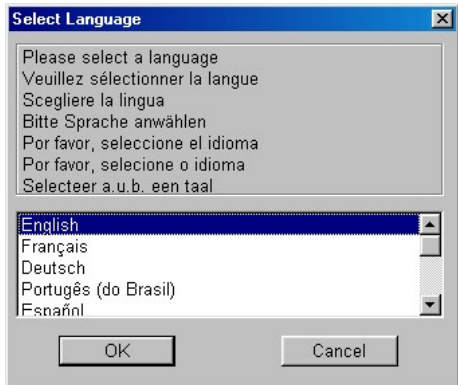 Select Language
Please select a language
Veuillez sélectionner la langue
Scegliere la lingua
Bitte Sprache anwählen
Por favor, seleccione el idioma
Por favor, selecione o idioma
Selecteer a.u.b. een taal
English
Français
Deutsch
Portugês (do Brasil)
Español
OK Cancel